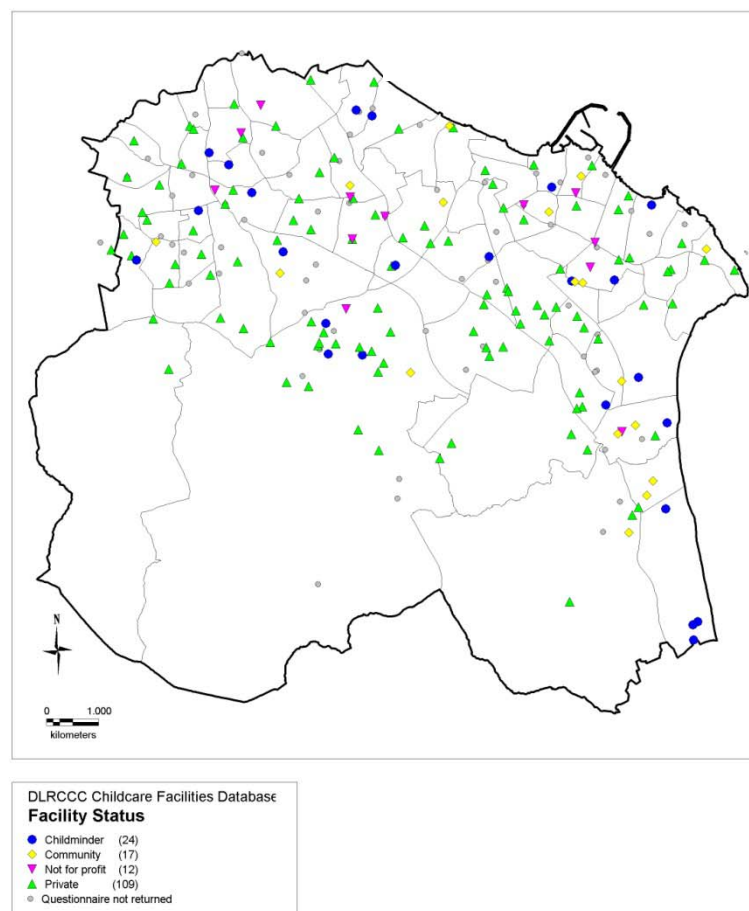 N
0 1.000
kilometers
DLRCCC Childcare Facilities Database
Facility Status
Childminder (24)
Community (17)
Not for profit (12)
Private (109)
Questionnaire not returned